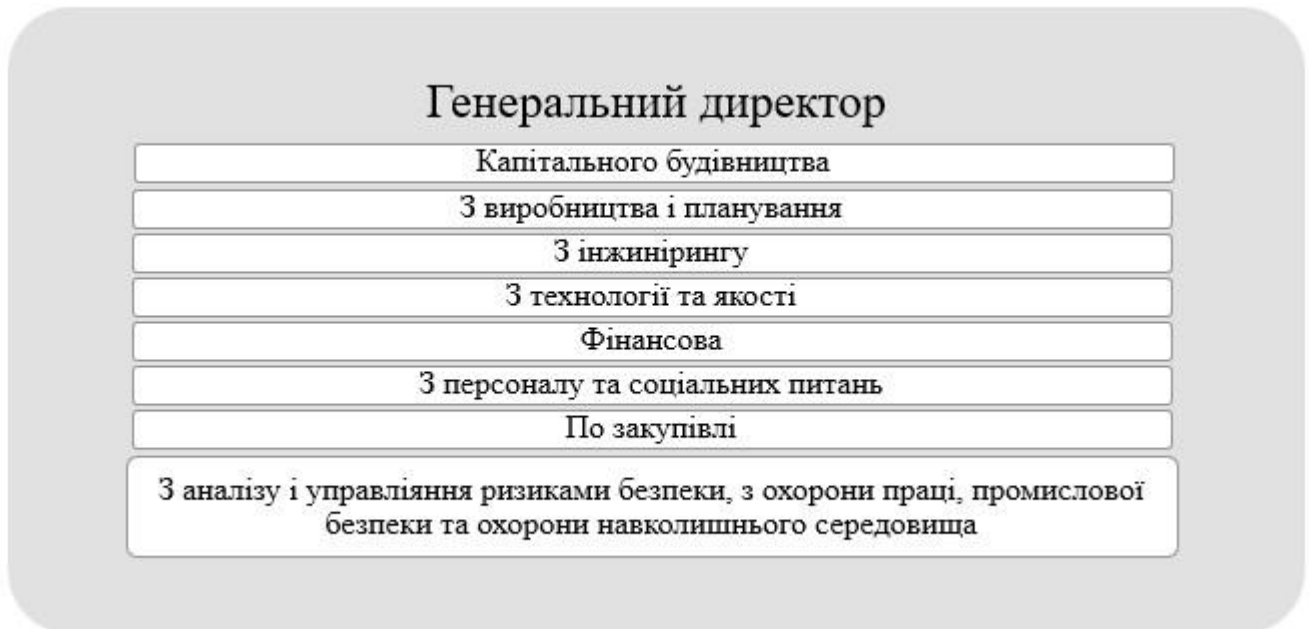 Генеральний директор
Капітального будівництва
З виробництва і планування
З інжинірингу
З технології та якості
Фінансова
З персоналу та соціальних питань
По закупівлі
З аналізу і управліяння ризиками безпеки, з охорони праці, промислової
безпеки та охорони навколишнього середовища